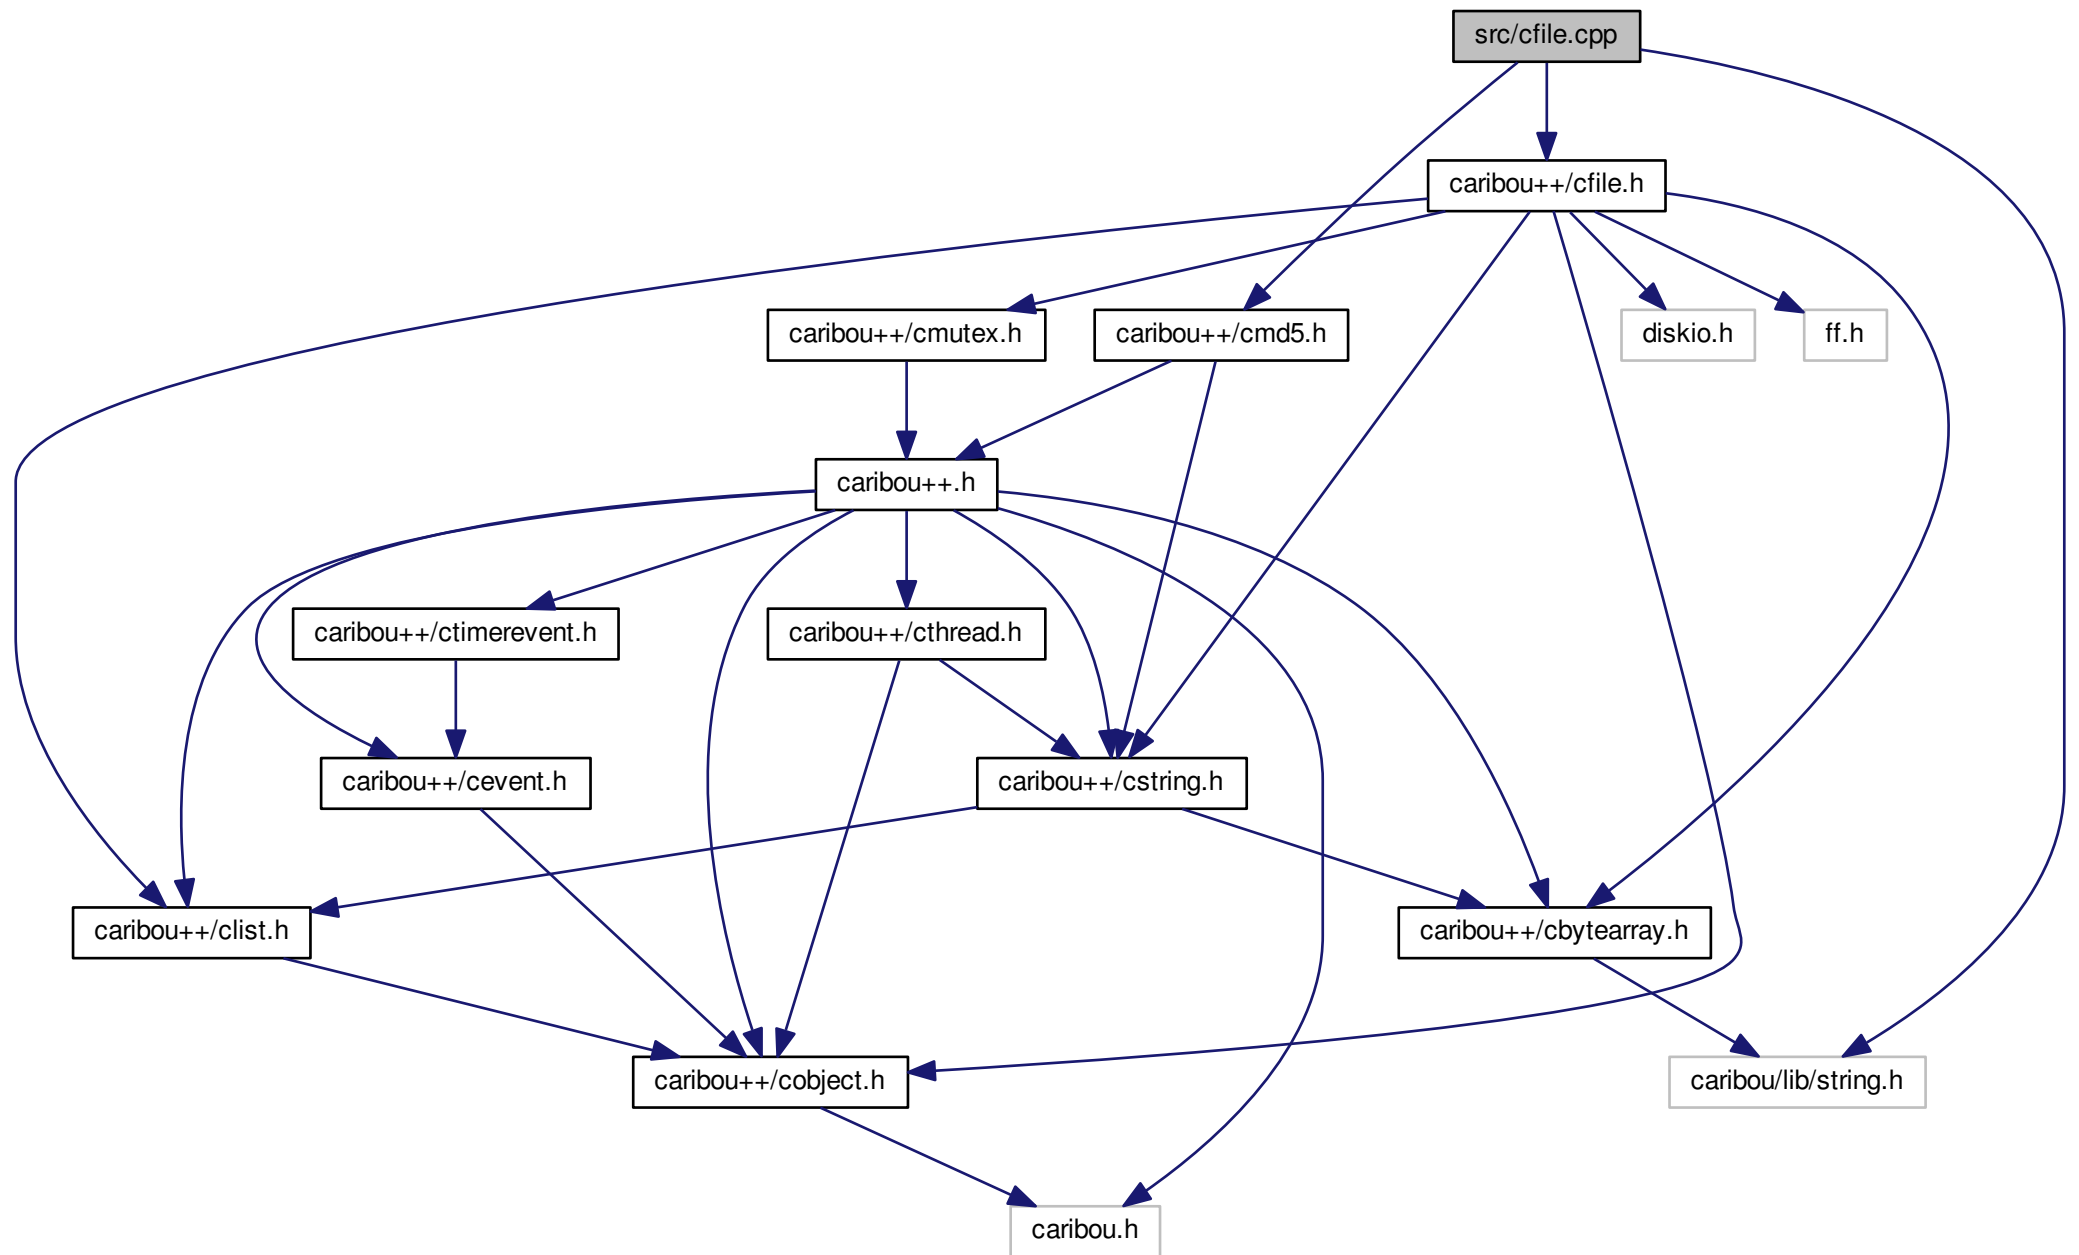 src/cfile.cpp
caribou++/cfile.h
caribou++/cmutex.h
caribou++/cmd5.h
diskio.h
ff.h
caribou++.h
caribou++/ctimerevent.h
caribou++/cthread.h
caribou++/cevent.h
caribou++/cstring.h
caribou++/clist.h
caribou++/cbytearray.h
caribou++/cobject.h
caribou/lib/string.h
caribou.h